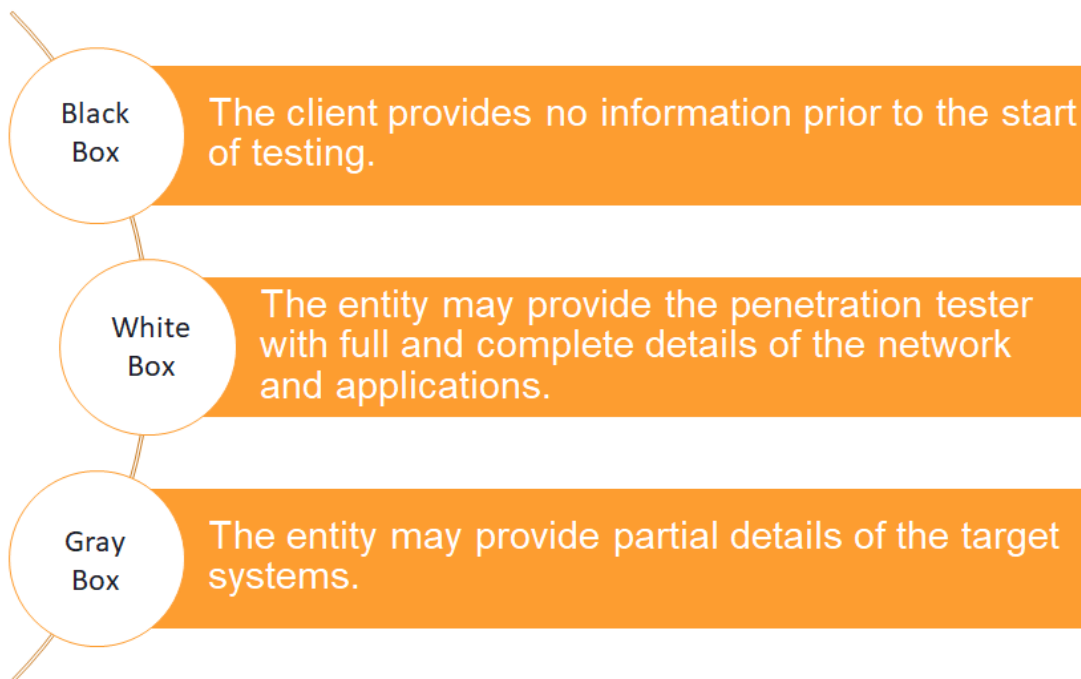 Black
Box
The client provides no information prior to the start
of testing.
White
Box
The entity may provide the penetration tester
with full and complete details of the network
and applications.
Gray
Box
The entity may provide partial details of the target
systems.